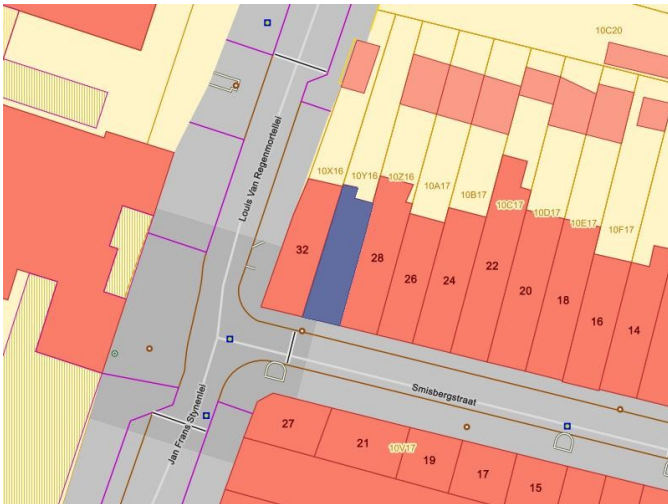 10C20
Louis Van Regenmortellei
10X16
10Y16
10Z16
10A17
10B17
10C17
10D17
10E17
10F17
32
28
26
24
22
20
18
16
14
Smisbergstraat
Jan Frans Stynenlei
27
21
10V17
19
17
15